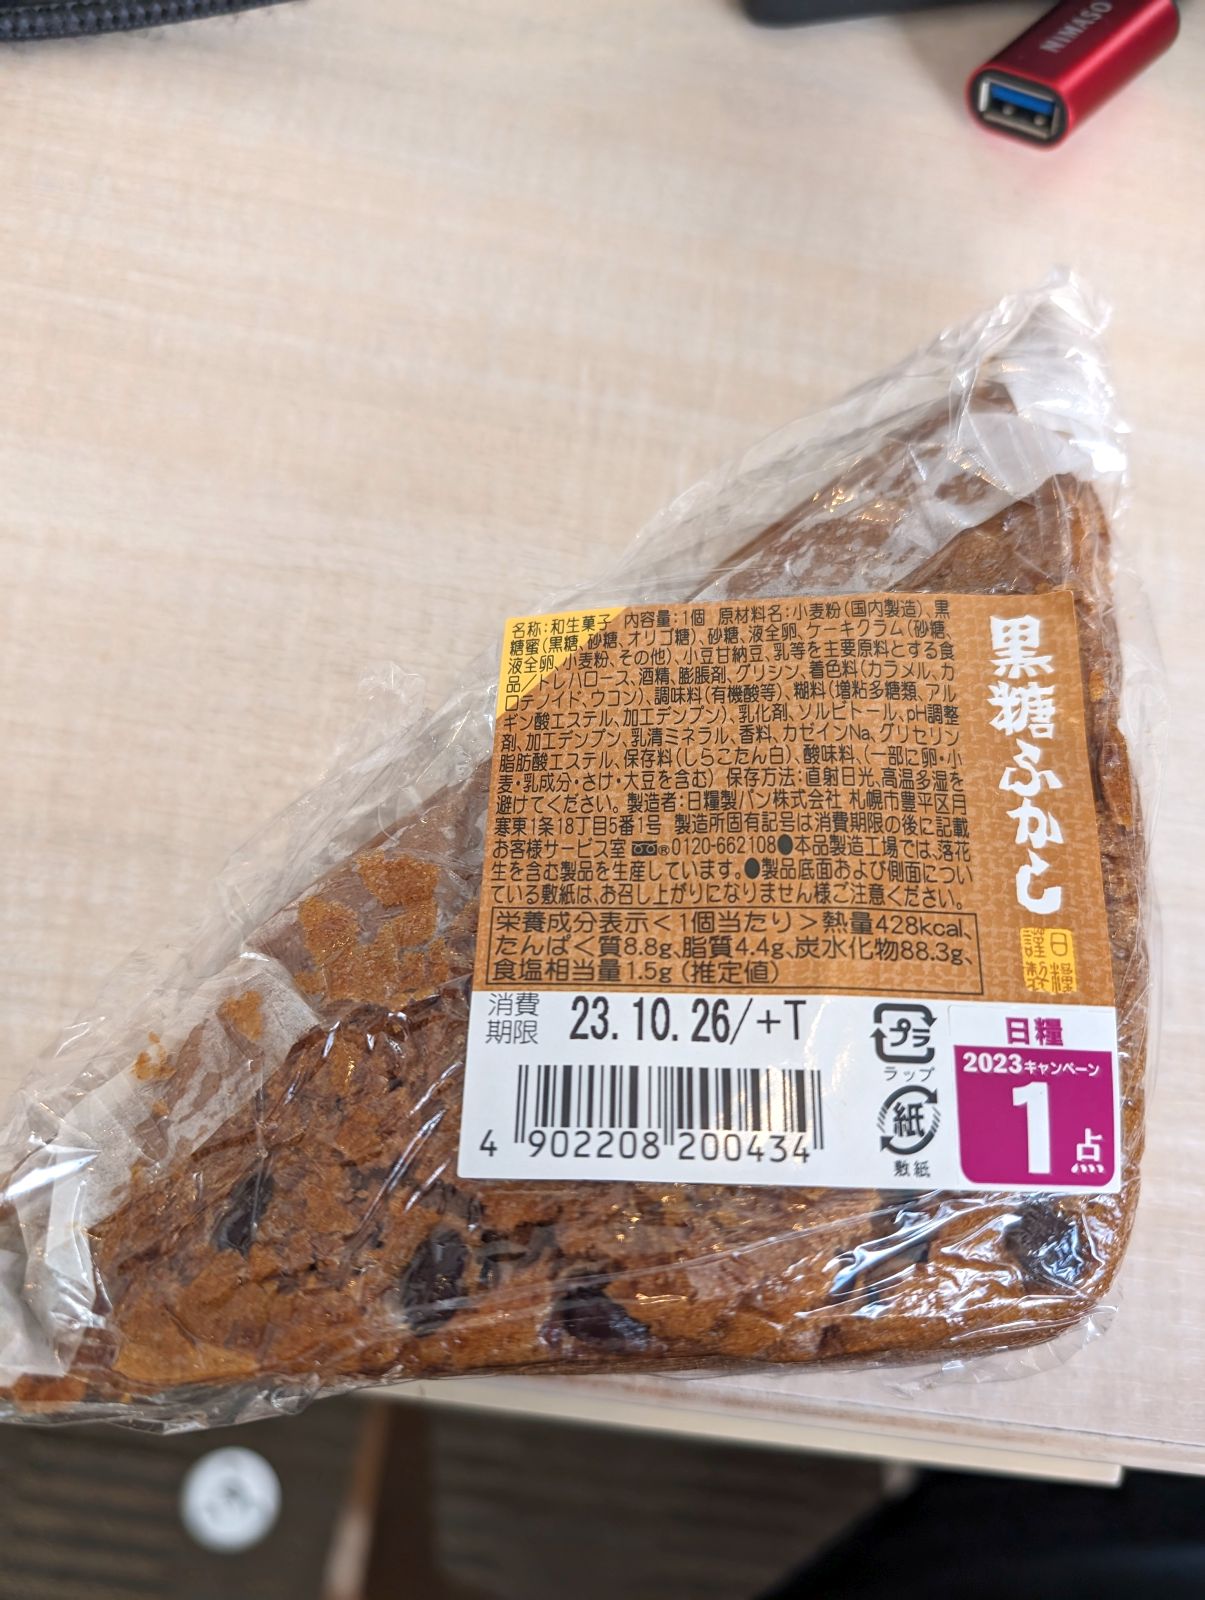 NIMASO
黒糖ふかし
日糧
謹製
名称:和生菓子 内容量:1個 原材料名:小麦粉(国内製造)、黒
糖蜜(黒糖、砂糖、オリゴ糖)、砂糖、液全卵、ケーキクラム(砂糖、
液全卵、小麦粉、その他)、小豆甘納豆、乳等を主要原料とする食
品/トレハロース、酒精、膨脹剤、グリシン、着色料(カラメル、カ
ロテノイド、ウコン)、調味料(有機酸等)、糊料(増粘多糖類、アル
ギン酸エステル、加工デンプン)、乳化剤、ソルビトール、pH調整
剤、加工デンプン、乳清ミネラル、香料、カゼインNa、グリセリン
脂肪酸エステル、保存料(しらこたん白)、酸味料、(一部に卵・小
麦・乳成分・さけ・大豆を含む) 保存方法:直射日光、高温多湿を
避けてください。製造者:日糧製パン株式会社 札幌市豊平区月
寒東1条18丁目5番1号 製造所固有記号は消費期限の後に記載
お客様サービス室 ®0120-662108●本品製造工場では、落花
生を含む製品を生産しています。●製品底面および側面につい
ている敷紙は、お召し上がりになりません様ご注意ください。
栄養成分表示<1個当たり>熱量428kcal、
たんぱく質8.8g、脂質4.4g、炭水化物88.3g、
食塩相当量1.5g(推定値)
消費
期限
23.10.26/+T
プラ
ラップ
紙
敷紙
日糧
2023キャンペーン
1点
4 902208 200434